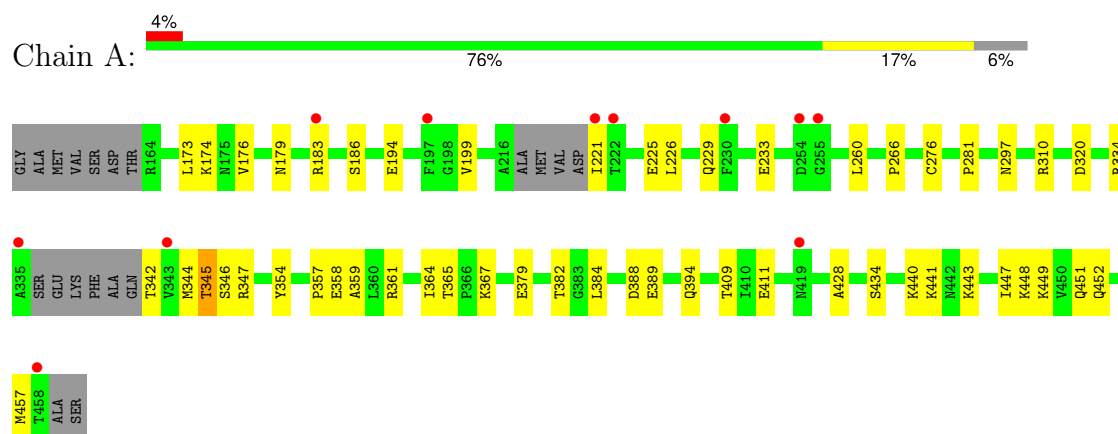 4%
Chain A:
76% 17% 6%
GLY ALA MET VAL SER ASP THR R164 L173 K174 N175 V176 N179 R183 S186 E194 F197 G198 V199 A216 ALA MET VAL ASP I221 T222 E225 L226 Q229 F230 E233 D254 G255 L260 P266 C276 P281 N297 R310 D320 R334
A335 SER GLU LYS PHE ALA GLN T342 V343 M344 T345 S346 R347 Y354 P357 E358 A359 L360 R361 I364 T365 P366 K367 E379 T382 G383 L384 D388 E389 Q394 T409 I410 E411 N419 A428 S434 K440 K441 N442 K443 I447 K448 K449 V450 Q451 Q452
M457 T458 ALA SER